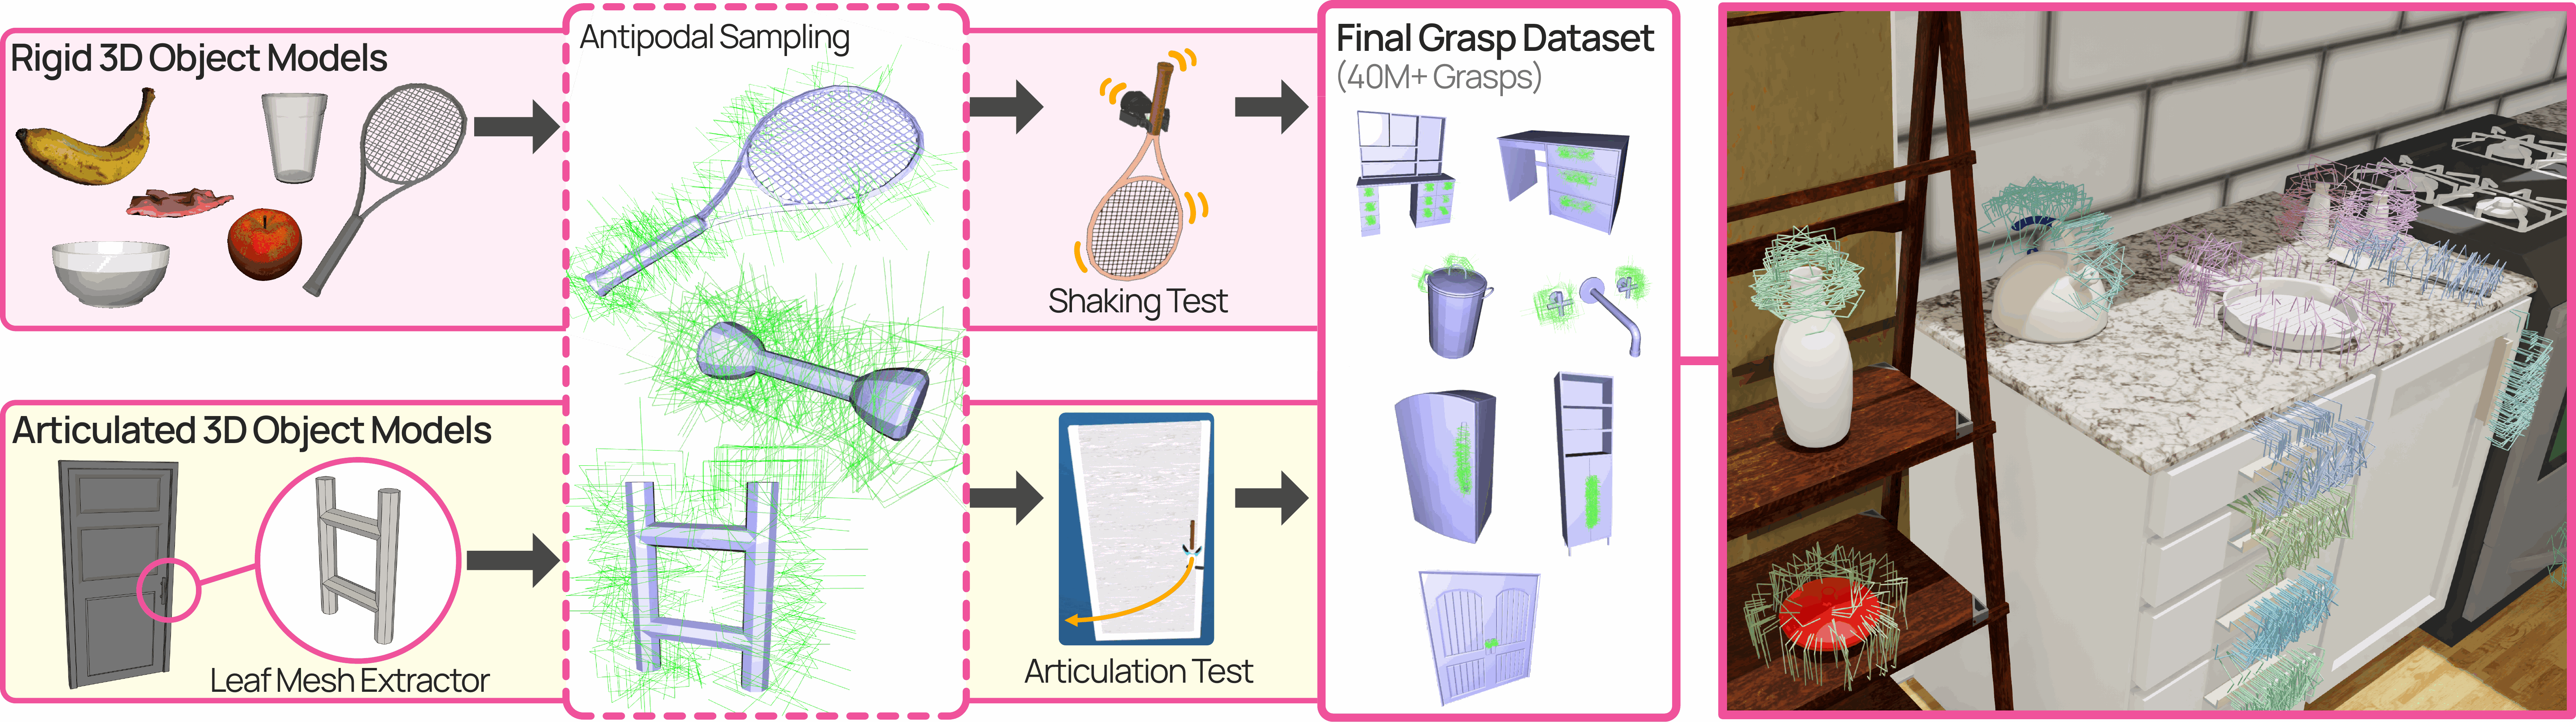 Rigid 3D Object Models
Antipodal Sampling
Shaking Test
Final Grasp Dataset
(40M+ Grasps)
Articulated 3D Object Models
Leaf Mesh Extractor
Articulation Test